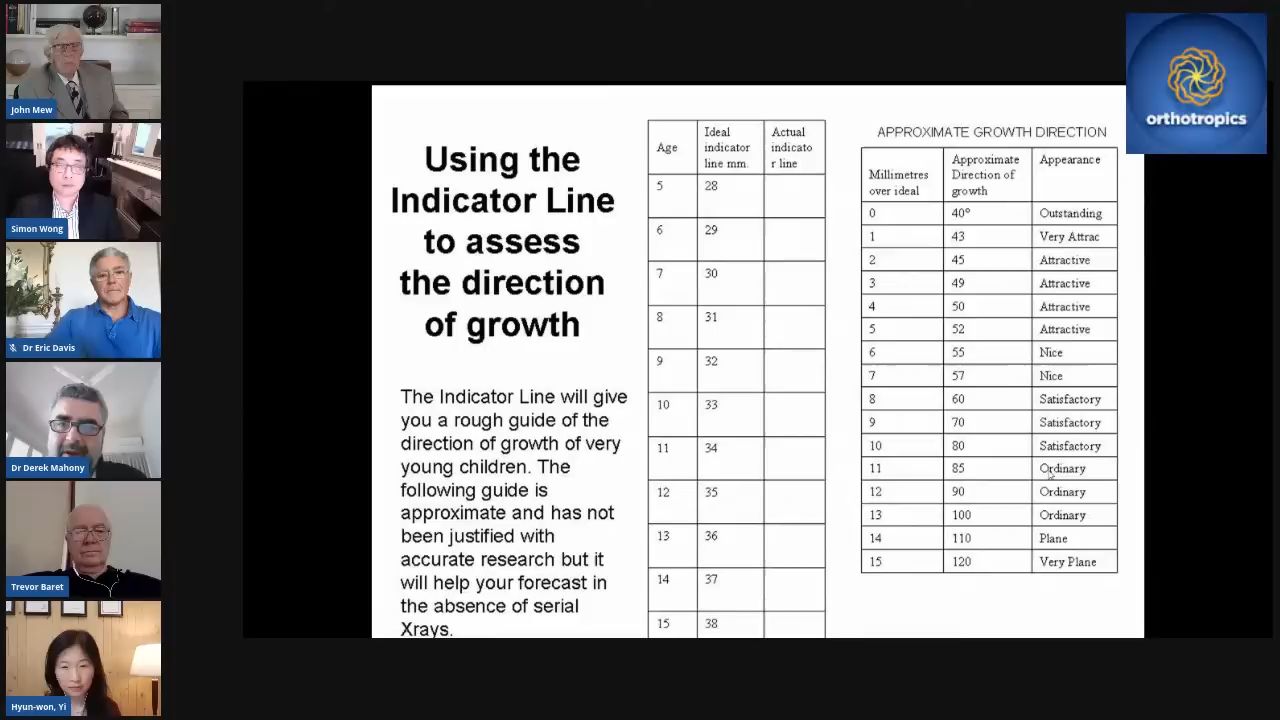 John Mew
Simon Wong
Dr Eric Davis
Dr Derek Mahony
Trevor Baret
Hyun-won, Yi
orthotropics
Using the
Indicator Line
to assess
the direction
of growth
The Indicator Line will give
you a rough guide of the
direction of growth of very
young children. The
following guide is
approximate and has not
been justified with
accurate research but it
will help your forecast in
the absence of serial
Xrays.
Age Ideal indicator line mm. Actual indicato r line
5 28
6 29
7 30
8 31
9 32
10 33
11 34
12 35
13 36
14 37
15 38
APPROXIMATE GROWTH DIRECTION
Millimetres over ideal Approximate Direction of growth Appearance
0 40° Outstanding
1 43 Very Attrac
2 45 Attractive
3 49 Attractive
4 50 Attractive
5 52 Attractive
6 55 Nice
7 57 Nice
8 60 Satisfactory
9 70 Satisfactory
10 80 Satisfactory
11 85 Ordinary
12 90 Ordinary
13 100 Ordinary
14 110 Plane
15 120 Very Plane